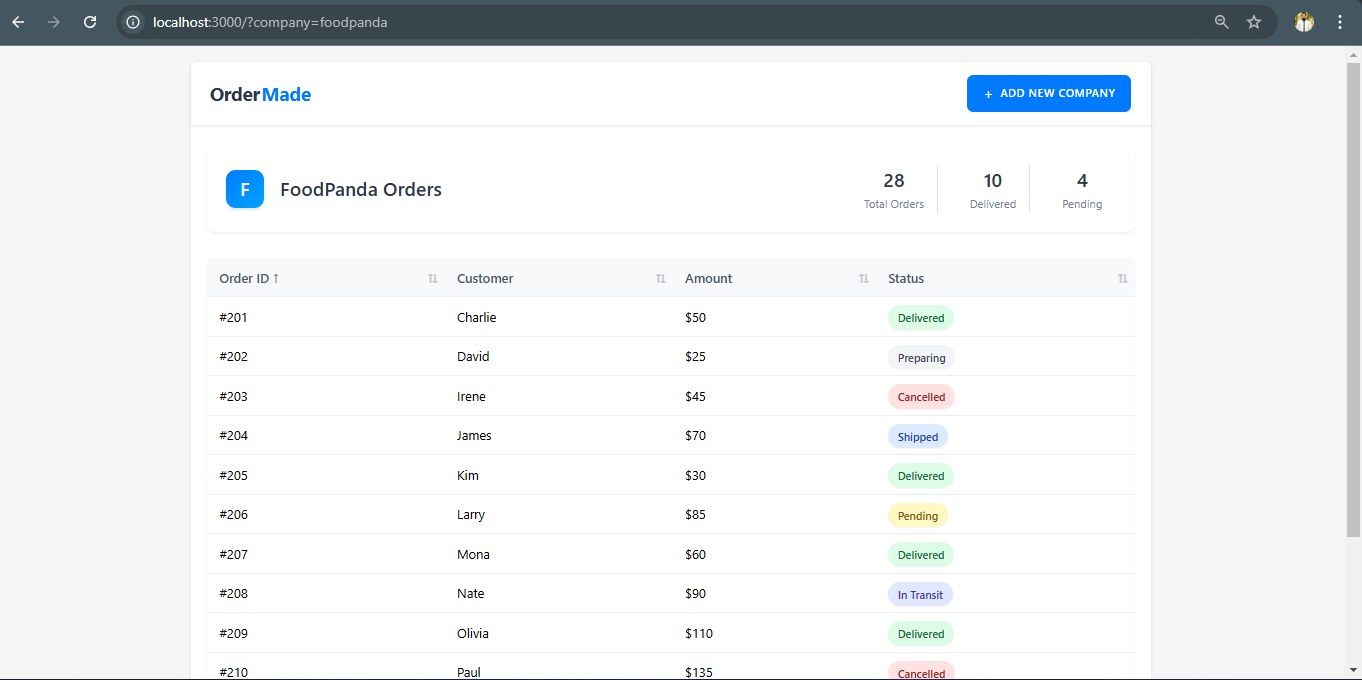 localhost:3000/?company=foodpanda
OrderMade
+ ADD NEW COMPANY
F
FoodPanda Orders
28 10 4
Total Orders Delivered Pending
Order ID ↑ Customer Amount Status
#201 Charlie $50 Delivered
#202 David $25 Preparing
#203 Irene $45 Cancelled
#204 James $70 Shipped
#205 Kim $30 Delivered
#206 Larry $85 Pending
#207 Mona $60 Delivered
#208 Nate $90 In Transit
#209 Olivia $110 Delivered
#210 Paul $135 Cancelled